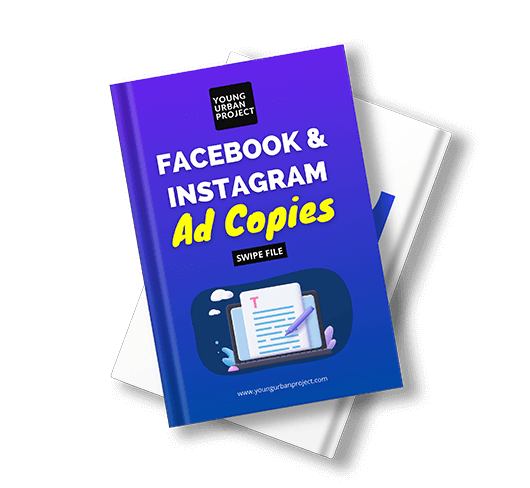 YOUNG
URBAN
PROJECT
FACEBOOK &
INSTAGRAM
Ad Copies
SWIPE FILE
T
www.youngurbanproject.com